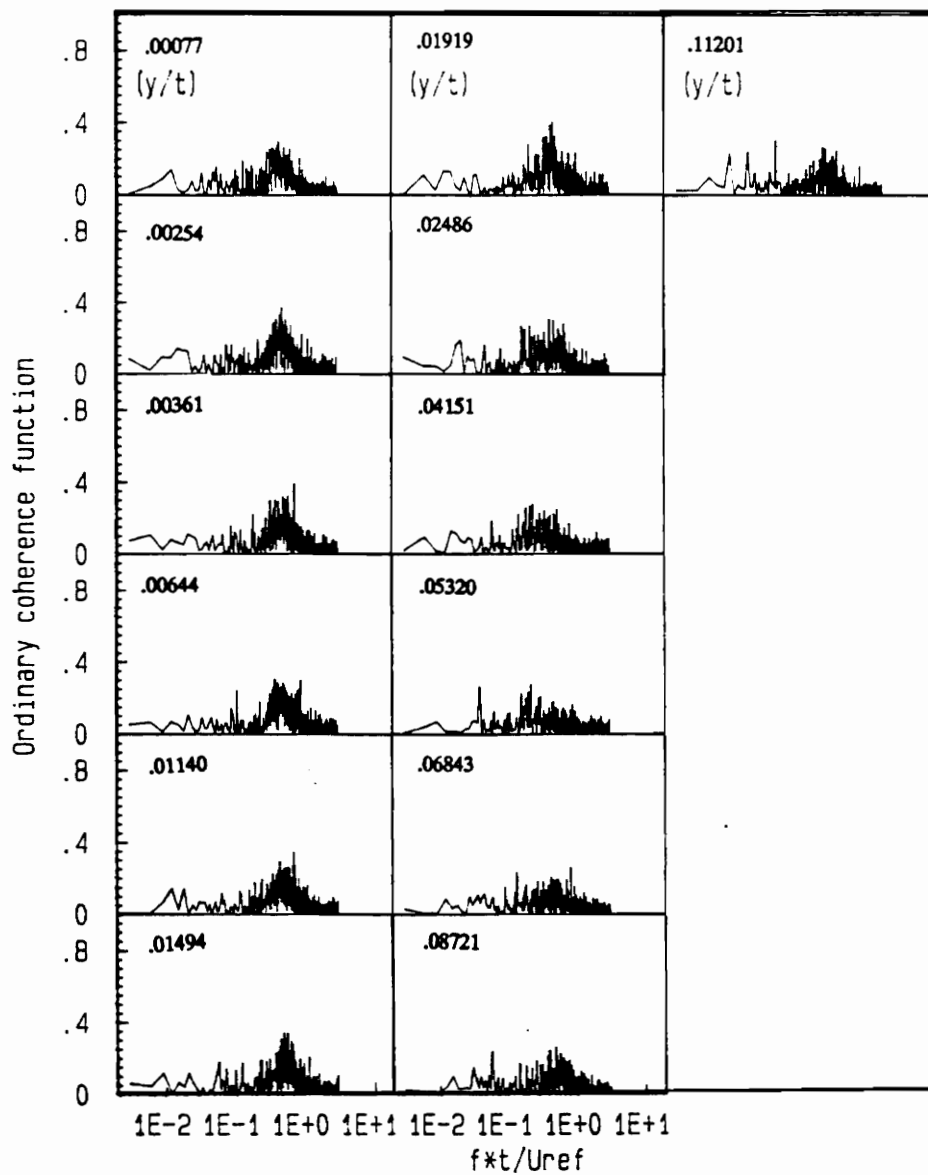 .8 .00077 .01919 .11201
(y/t) (y/t) (y/t)
.4
0
.8 .00254 .02486
.4
0
.8 .00361 .04151
.4
0
.8 .00644 .05320
.4
0
.8 .01140 .06843
.4
0
.8 .01494 .08721
.4
0
Ordinary coherence function
1E-2 1E-1 1E+0 1E+1 1E-2 1E-1 1E+0 1E+1
f*t/Uref